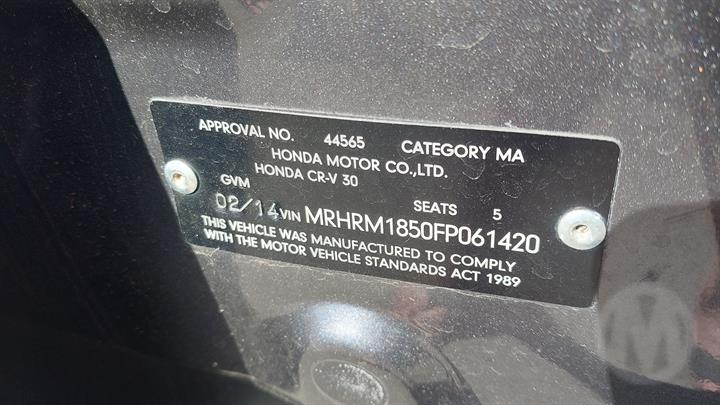 APPROVAL NO. 44565 CATEGORY MA
HONDA MOTOR CO.,LTD.
HONDA CR-V 30
GVM SEATS 5
02/14 VIN MRHRM1850FP061420
THIS VEHICLE WAS MANUFACTURED TO COMPLY
WITH THE MOTOR VEHICLE STANDARDS ACT 1989
M